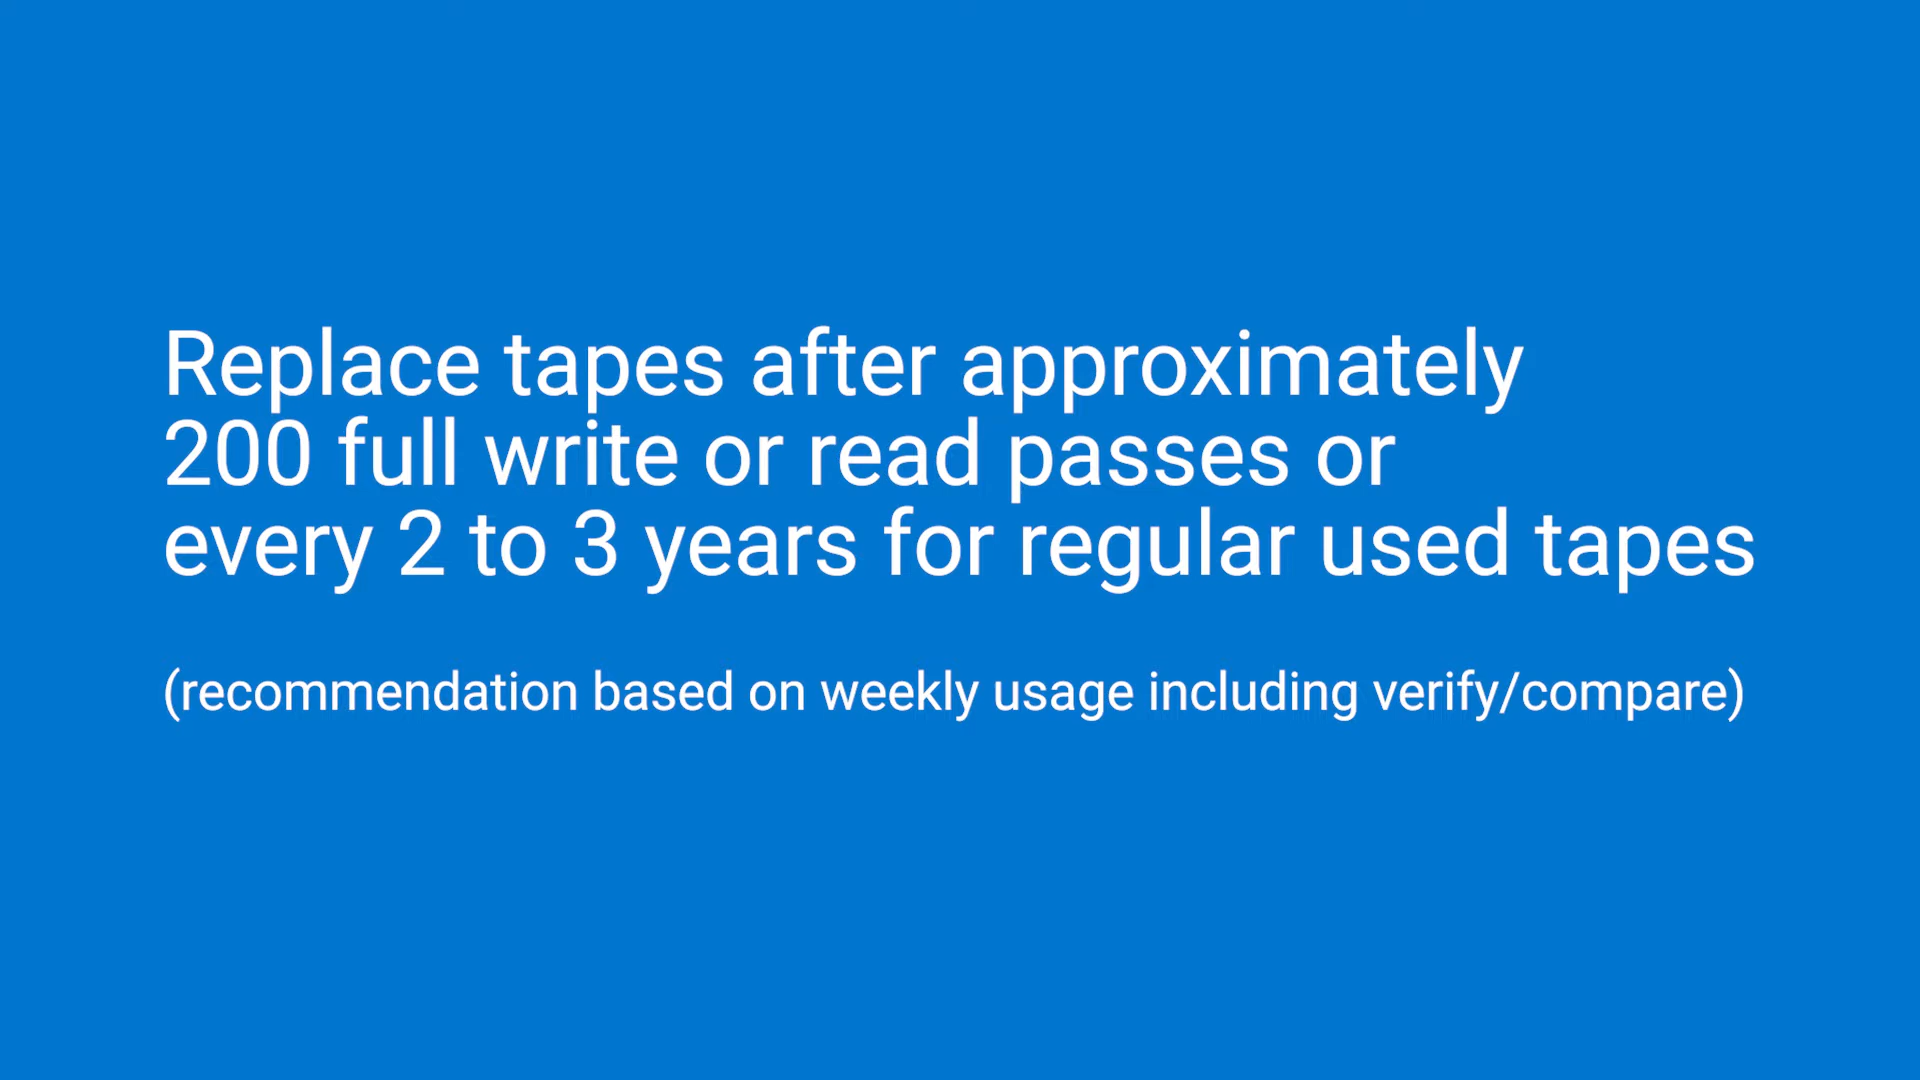 Replace tapes after approximately
200 full write or read passes or
every 2 to 3 years for regular used tapes
(recommendation based on weekly usage including verify/compare)